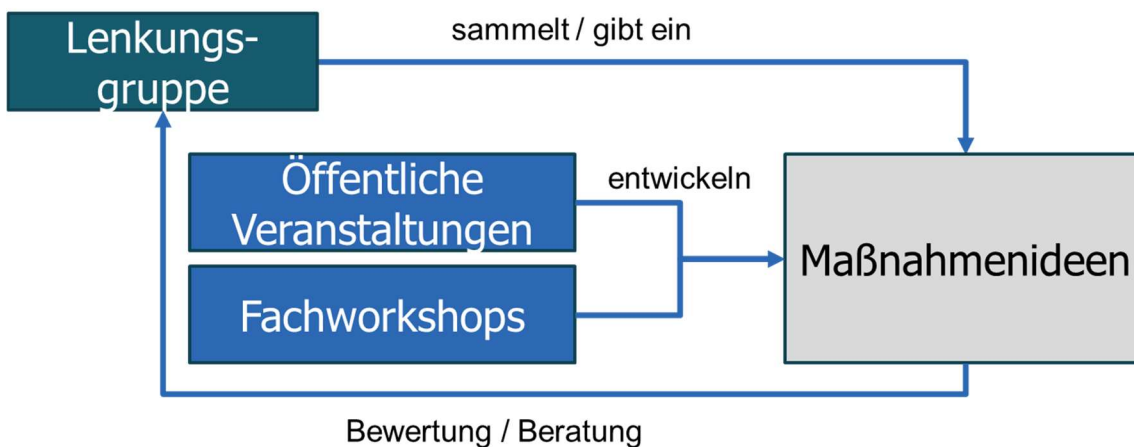 Lenkungs-
gruppe
sammelt / gibt ein
Öffentliche
Veranstaltungen
entwickeln
Fachworkshops
Maßnahmenideen
Bewertung / Beratung